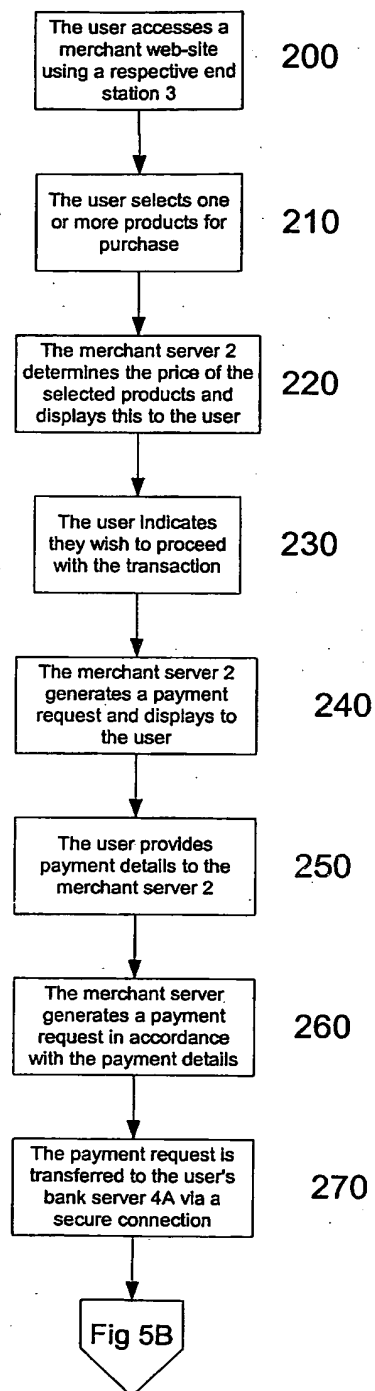 The user accesses a
merchant web-site
using a respective end
station 3
200
The user selects one
or more products for
purchase
210
The merchant server 2
determines the price of the
selected products and
displays this to the user
220
The user indicates
they wish to proceed
with the transaction
230
The merchant server 2
generates a payment
request and displays to
the user
240
The user provides
payment details to the
merchant server 2
250
The merchant server
generates a payment
request in accordance
with the payment details
260
The payment request is
transferred to the user's
bank server 4A via a
secure connection
270
Fig 5B